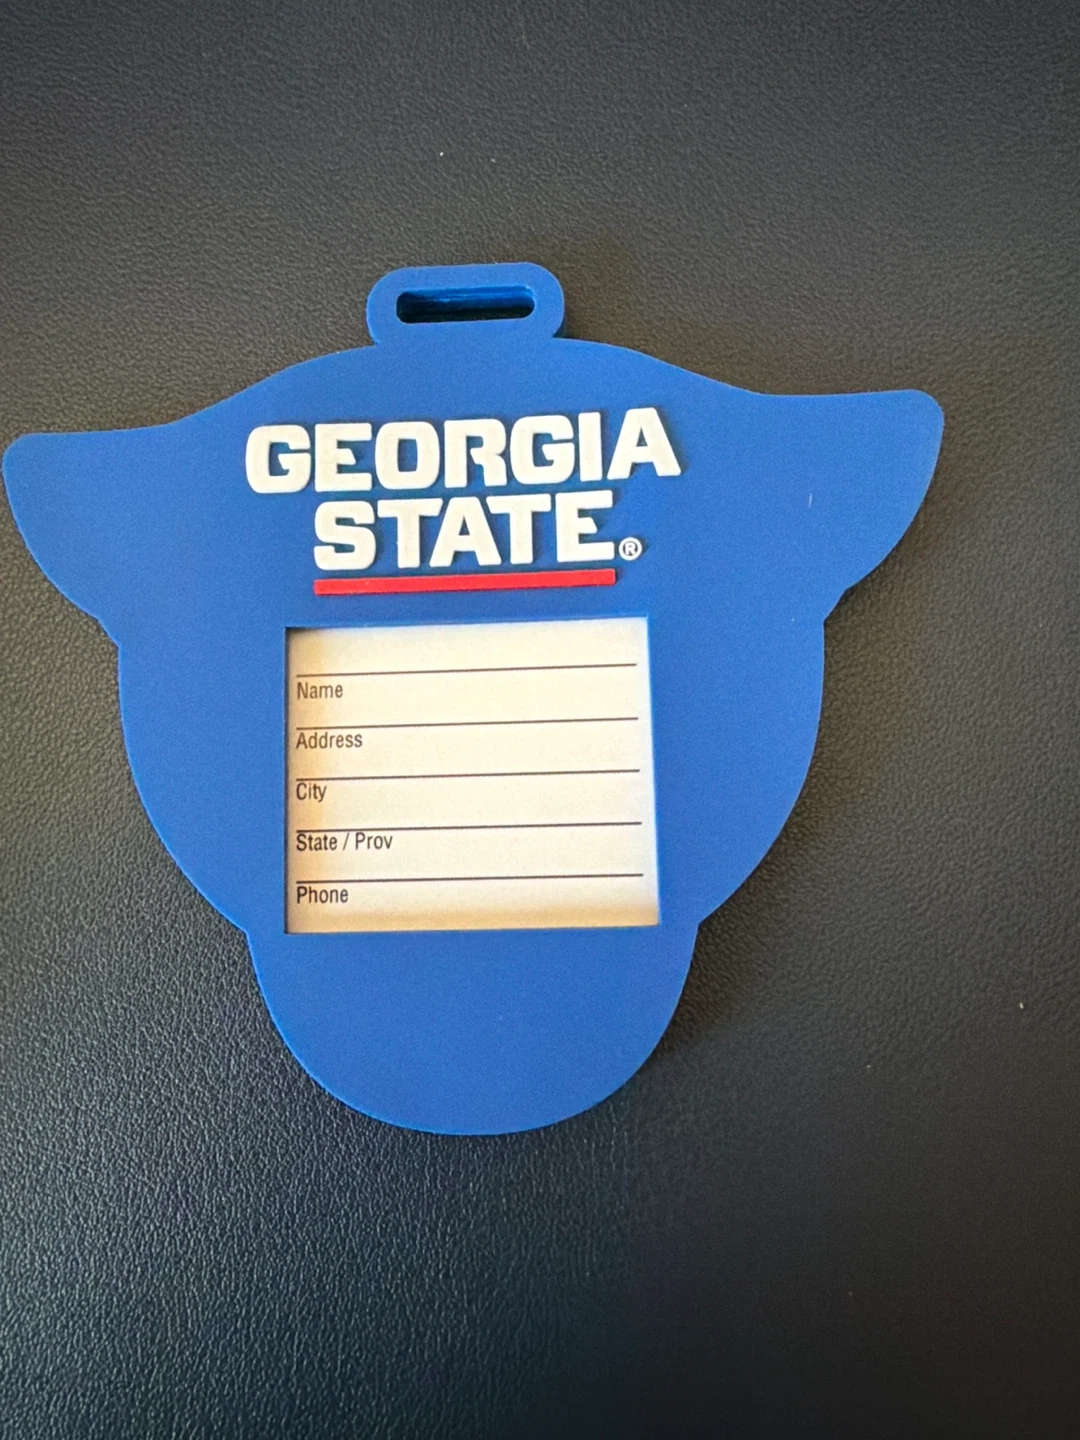 GEORGIA
STATE®
Name
Address
City
State / Prov
Phone